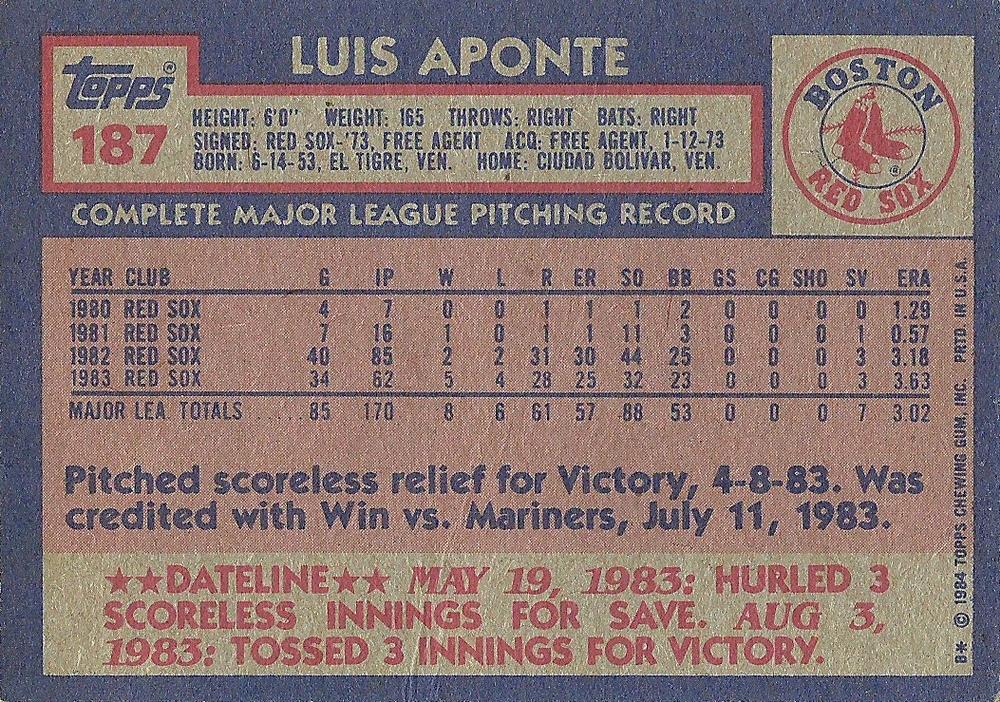 LUIS APONTE
Topps®
187
HEIGHT: 6'0" WEIGHT: 165 THROWS: RIGHT BATS: RIGHT
SIGNED: RED SOX-'73, FREE AGENT ACQ: FREE AGENT, 1-12-73
BORN: 6-14-53, EL TIGRE, VEN. HOME: CIUDAD BOLIVAR, VEN.
BOSTON
RED SOX
®
COMPLETE MAJOR LEAGUE PITCHING RECORD
YEAR CLUB G IP W L R ER SO BB GS CG SHO SV ERA
1980 RED SOX 4 7 0 0 1 1 1 2 0 0 0 0 1.29
1981 RED SOX 7 16 1 0 1 1 11 3 0 0 0 1 0.57
1982 RED SOX 40 85 2 2 31 30 44 25 0 0 0 3 3.18
1983 RED SOX 34 62 5 4 28 25 32 23 0 0 0 3 3.63
MAJOR LEA. TOTALS ..... 85 170 8 6 61 57 88 53 0 0 0 7 3.02
Pitched scoreless relief for Victory, 4-8-83. Was
credited with Win vs. Mariners, July 11, 1983.
★★DATELINE★★ MAY 19, 1983: HURLED 3
SCORELESS INNINGS FOR SAVE. AUG 3,
1983: TOSSED 3 INNINGS FOR VICTORY.
B* © 1984 TOPPS CHEWING GUM, INC. PRTD. IN U.S.A.